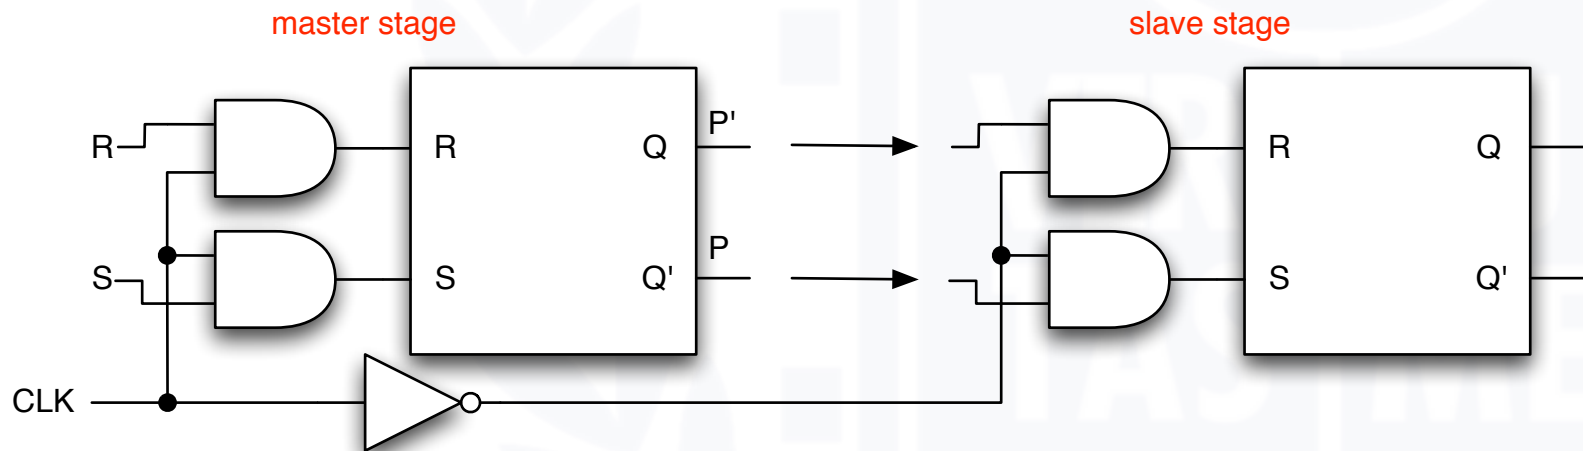 master stage
slave stage
R
R
Q
P'
R
Q
S
S
Q'
P
S
Q'
CLK